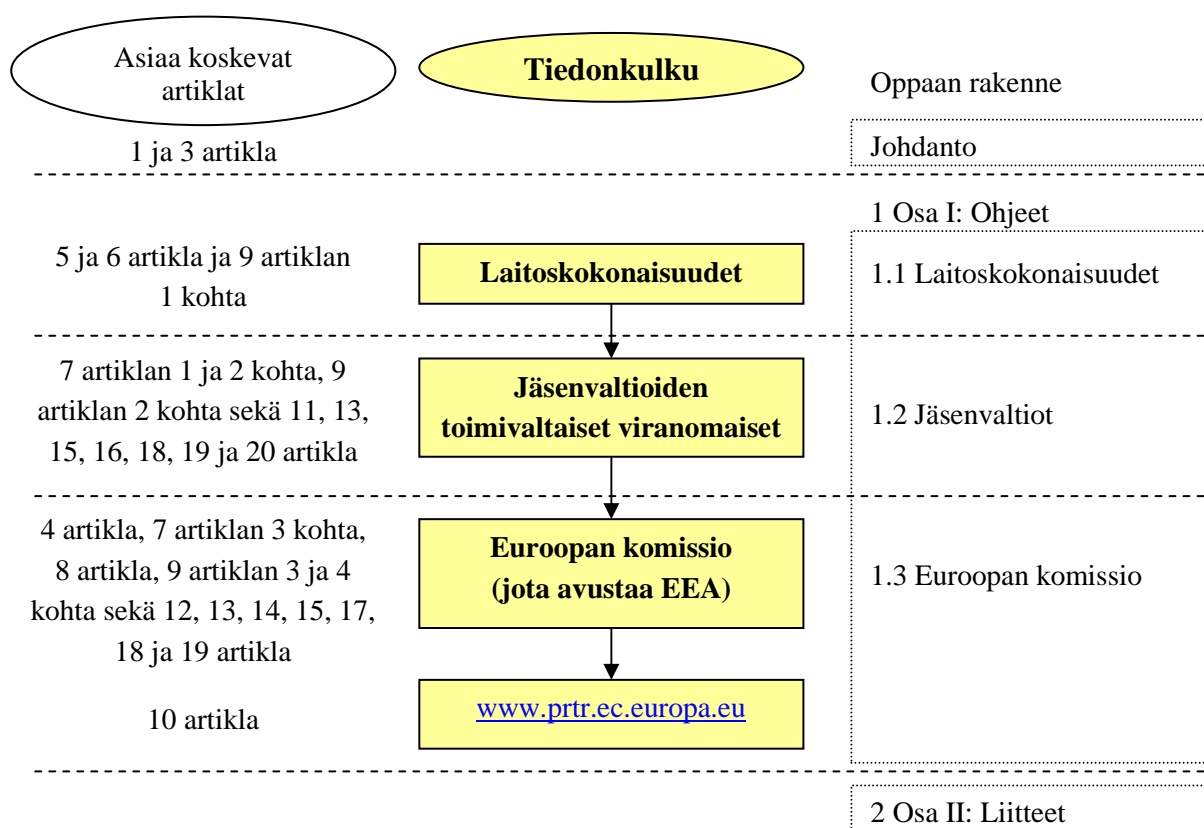 Asiaa koskevat
artiklat
Tiedonkulku
Oppaan rakenne
1 ja 3 artikla
Johdanto
1 Osa I: Ohjeet
5 ja 6 artikla ja 9 artiklan
1 kohta
Laitoskokonaisuudet
1.1 Laitoskokonaisuudet
7 artiklan 1 ja 2 kohta, 9
artiklan 2 kohta sekä 11, 13,
15, 16, 18, 19 ja 20 artikla
Jäsenvaltioiden
toimivaltaiset viranomaiset
1.2 Jäsenvaltiot
4 artikla, 7 artiklan 3 kohta,
8 artikla, 9 artiklan 3 ja 4
kohta sekä 12, 13, 14, 15, 17,
18 ja 19 artikla
Euroopan komissio
(jota avustaa EEA)
1.3 Euroopan komissio
10 artikla
www.prtr.ec.europa.eu
2 Osa II: Liitteet